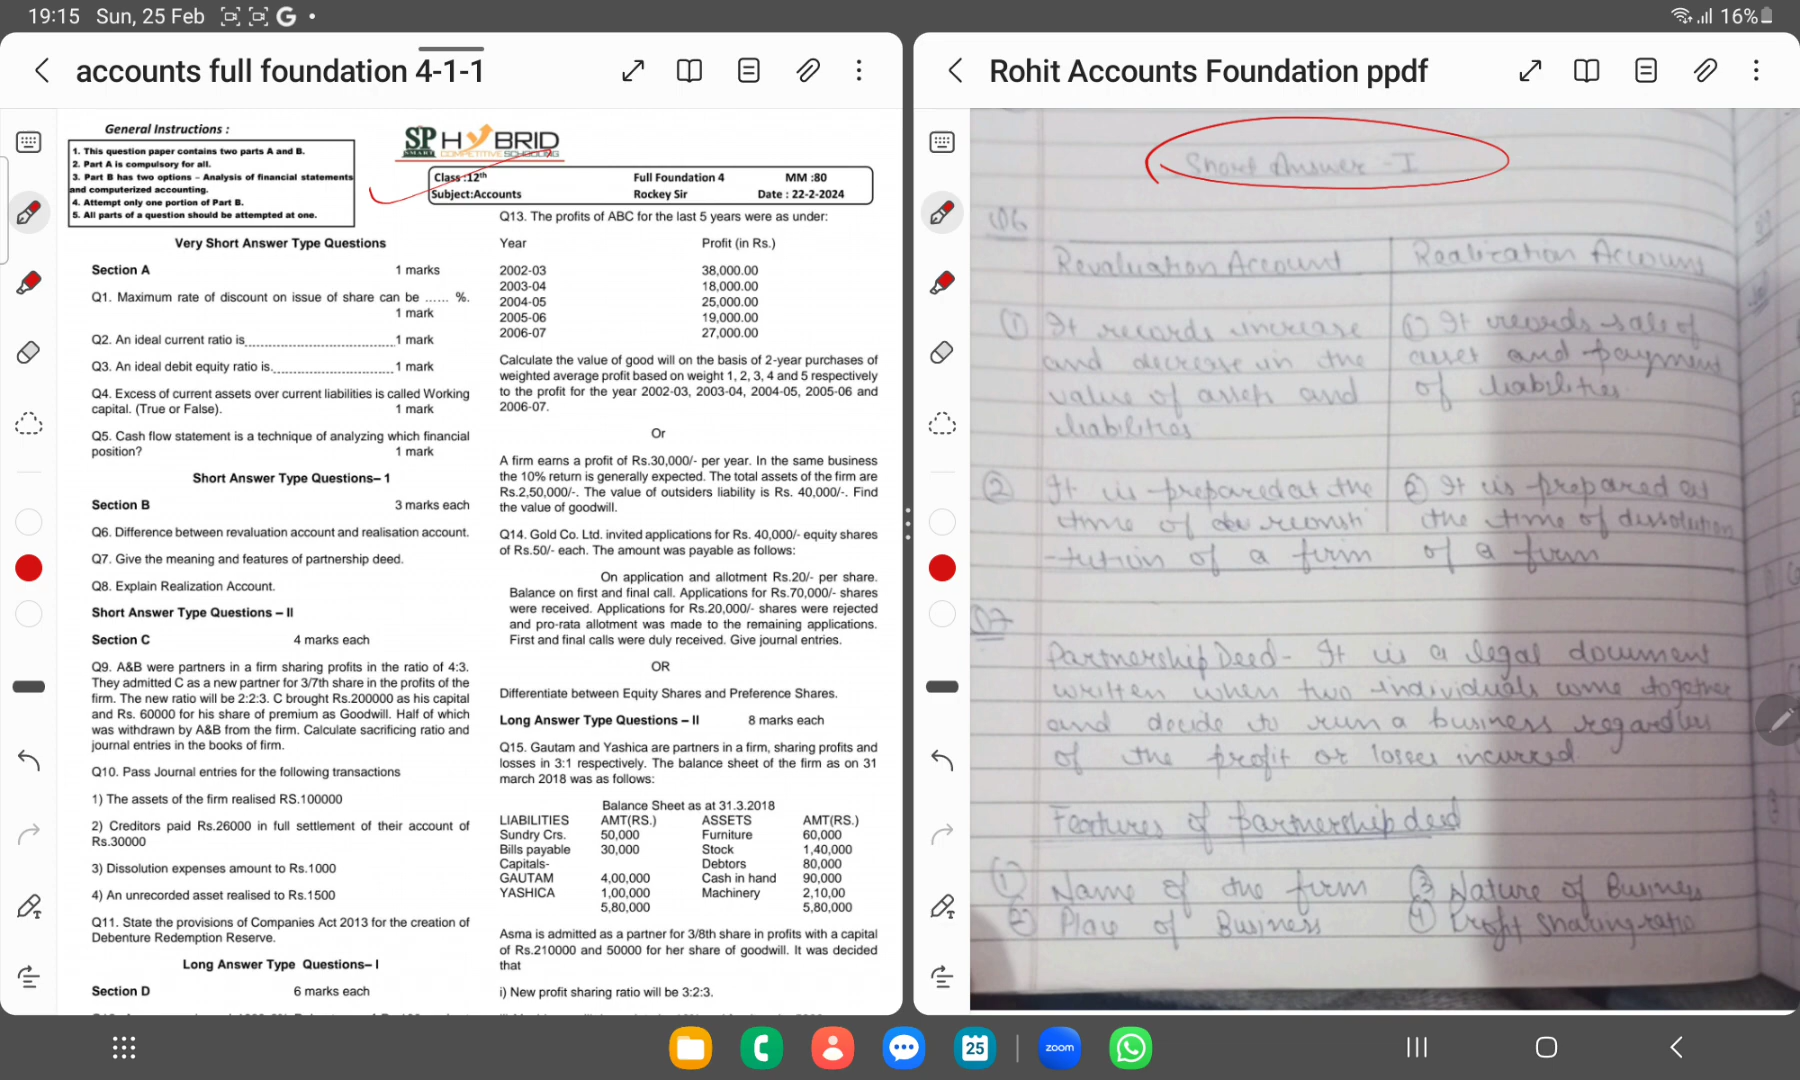 19:15 Sun, 25 Feb
16%
accounts full foundation 4-1-1
General Instructions :
1. This question paper contains two parts A and B.
2. Part A is compulsory for all.
3. Part B has two options - Analysis of financial statements
and computerized accounting.
4. Attempt only one portion of Part B.
5. All parts of a question should be attempted at one.
SP HYBRID
SMART COMPETITIVE SCHOOLING
Class :12th Full Foundation 4 MM :80
Subject:Accounts Rockey Sir Date : 22-2-2024
Very Short Answer Type Questions
Section A 1 marks
Q1. Maximum rate of discount on issue of share can be ...... %.
1 mark
Q2. An ideal current ratio is 1 mark
Q3. An ideal debit equity ratio is. 1 mark
Q4. Excess of current assets over current liabilities is called Working
capital. (True or False). 1 mark
Q5. Cash flow statement is a technique of analyzing which financial
position? 1 mark
Short Answer Type Questions– 1
Section B 3 marks each
Q6. Difference between revaluation account and realisation account.
Q7. Give the meaning and features of partnership deed.
Q8. Explain Realization Account.
Short Answer Type Questions – II
Section C 4 marks each
Q9. A&B were partners in a firm sharing profits in the ratio of 4:3.
They admitted C as a new partner for 3/7th share in the profits of the
firm. The new ratio will be 2:2:3. C brought Rs.200000 as his capital
and Rs. 60000 for his share of premium as Goodwill. Half of which
was withdrawn by A&B from the firm. Calculate sacrificing ratio and
journal entries in the books of firm.
Q10. Pass Journal entries for the following transactions
1) The assets of the firm realised RS.100000
2) Creditors paid Rs.26000 in full settlement of their account of
Rs.30000
3) Dissolution expenses amount to Rs.1000
4) An unrecorded asset realised to Rs.1500
Q11. State the provisions of Companies Act 2013 for the creation of
Debenture Redemption Reserve.
Long Answer Type Questions– I
Section D 6 marks each
Q13. The profits of ABC for the last 5 years were as under:
Year Profit (in Rs.)
2002-03 38,000.00
2003-04 18,000.00
2004-05 25,000.00
2005-06 19,000.00
2006-07 27,000.00
Calculate the value of good will on the basis of 2-year purchases of
weighted average profit based on weight 1, 2, 3, 4 and 5 respectively
to the profit for the year 2002-03, 2003-04, 2004-05, 2005-06 and
2006-07.
Or
A firm earns a profit of Rs.30,000/- per year. In the same business
the 10% return is generally expected. The total assets of the firm are
Rs.2,50,000/-. The value of outsiders liability is Rs. 40,000/-. Find
the value of goodwill.
Q14. Gold Co. Ltd. invited applications for Rs. 40,000/- equity shares
of Rs.50/- each. The amount was payable as follows:
On application and allotment Rs.20/- per share.
Balance on first and final call. Applications for Rs.70,000/- shares
were received. Applications for Rs.20,000/- shares were rejected
and pro-rata allotment was made to the remaining applications.
First and final calls were duly received. Give journal entries.
OR
Differentiate between Equity Shares and Preference Shares.
Long Answer Type Questions – II 8 marks each
Q15. Gautam and Yashica are partners in a firm, sharing profits and
losses in 3:1 respectively. The balance sheet of the firm as on 31
march 2018 was as follows:
Balance Sheet as at 31.3.2018
LIABILITIES AMT(RS.) ASSETS AMT(RS.)
Sundry Crs. 50,000 Furniture 60,000
Bills payable 30,000 Stock 1,40,000
Capitals- Debtors 80,000
GAUTAM 4,00,000 Cash in hand 90,000
YASHICA 1,00,000 Machinery 2,10,00
5,80,000 5,80,000
Asma is admitted as a partner for 3/8th share in profits with a capital
of Rs.210000 and 50000 for her share of goodwill. It was decided
that
i) New profit sharing ratio will be 3:2:3.
Rohit Accounts Foundation ppdf
Short Answer - I
Q6
Revaluation Account Realization Account
① It records increase ① It records sale of
and decrease in the asset and payment
value of assets and of liabilities
liabilities
② It is prepared at the ② It is prepared at
time of reconsti the time of dissolution
-tution of a firm of a firm
Q7
Partnership Deed - It is a legal document
written when two individuals come together
and decide to run a business regardless
of the profit or losses incurred
Features of partnership deed
① Name of the firm ③ Nature of Business
② Place of Business ④ Profit sharing ratio
25
zoom